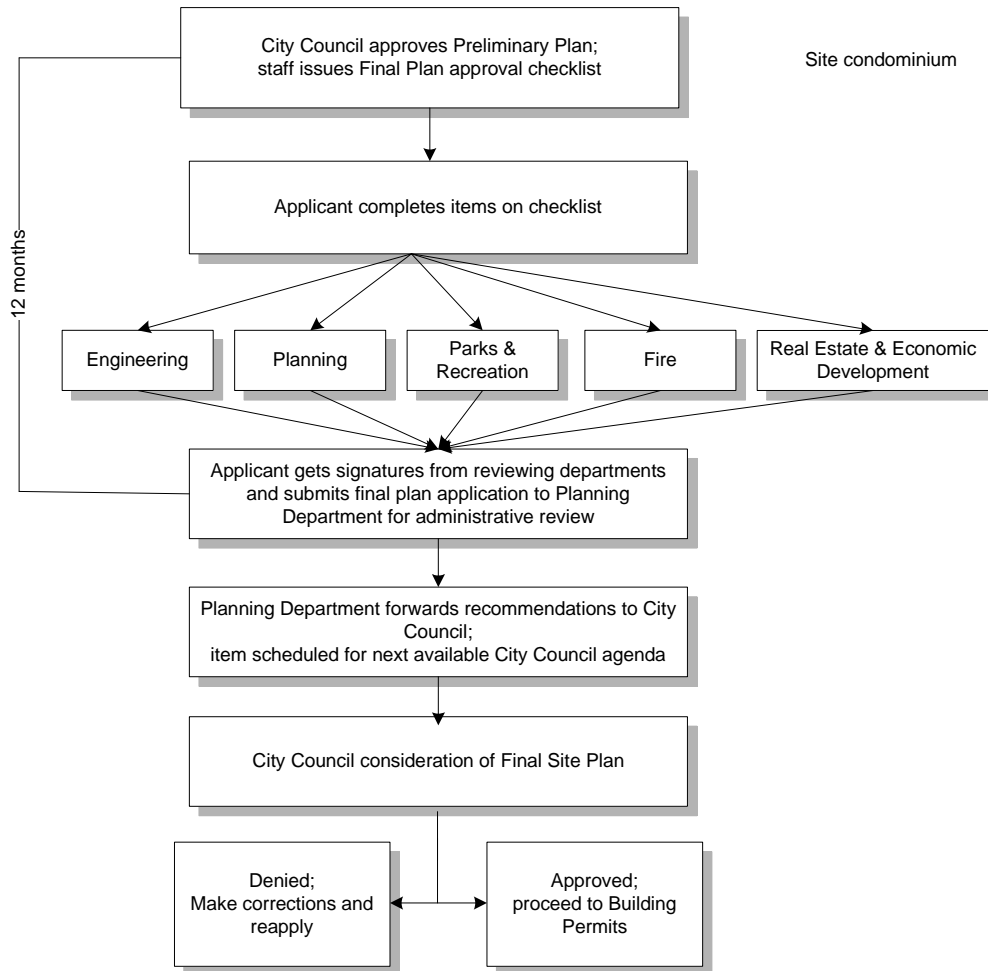 City Council approves Preliminary Plan;
staff issues Final Plan approval checklist
Site condominium
Applicant completes items on checklist
12 months
Engineering
Planning
Parks &
Recreation
Fire
Real Estate & Economic
Development
Applicant gets signatures from reviewing departments
and submits final plan application to Planning
Department for administrative review
Planning Department forwards recommendations to City
Council;
item scheduled for next available City Council agenda
City Council consideration of Final Site Plan
Denied;
Make corrections and
reapply
Approved;
proceed to Building
Permits